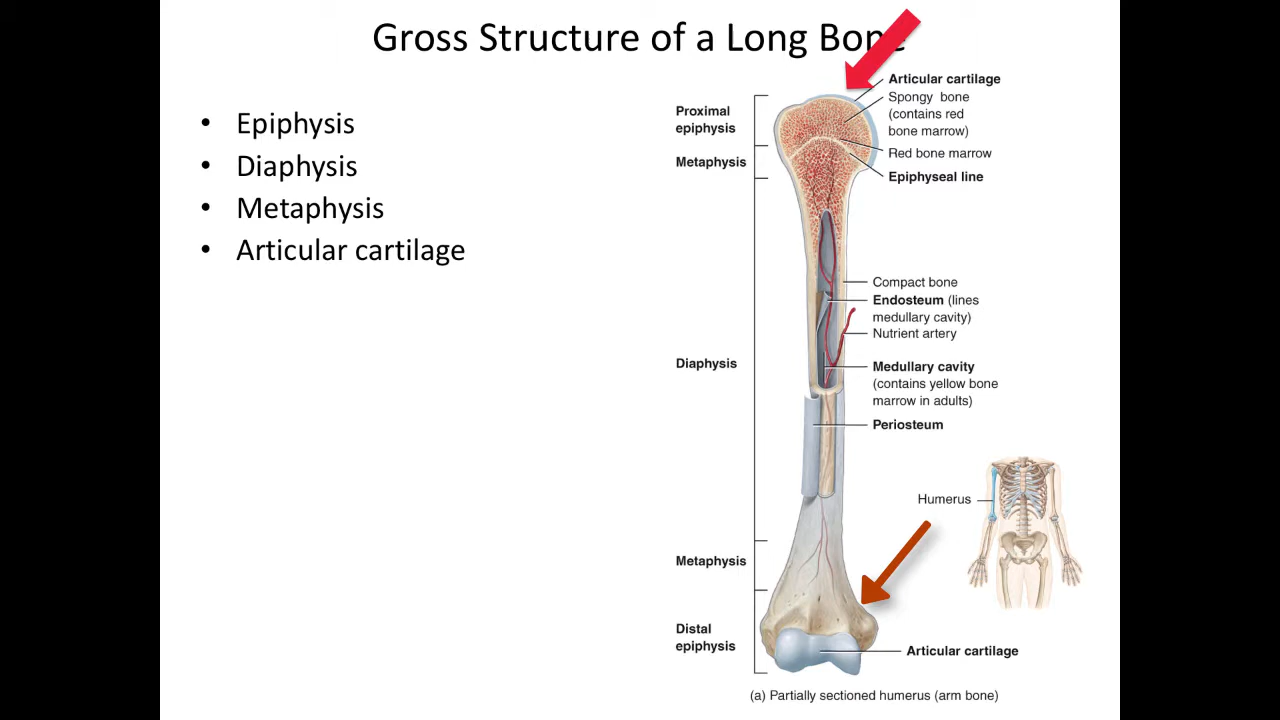 Gross Structure of a Long Bone
• Epiphysis
• Diaphysis
• Metaphysis
• Articular cartilage
Proximal
epiphysis
Metaphysis
Diaphysis
Metaphysis
Distal
epiphysis
Articular cartilage
Spongy bone
(contains red
bone marrow)
Red bone marrow
Epiphyseal line
Compact bone
Endosteum (lines
medullary cavity)
Nutrient artery
Medullary cavity
(contains yellow bone
marrow in adults)
Periosteum
Humerus
Articular cartilage
(a) Partially sectioned humerus (arm bone)